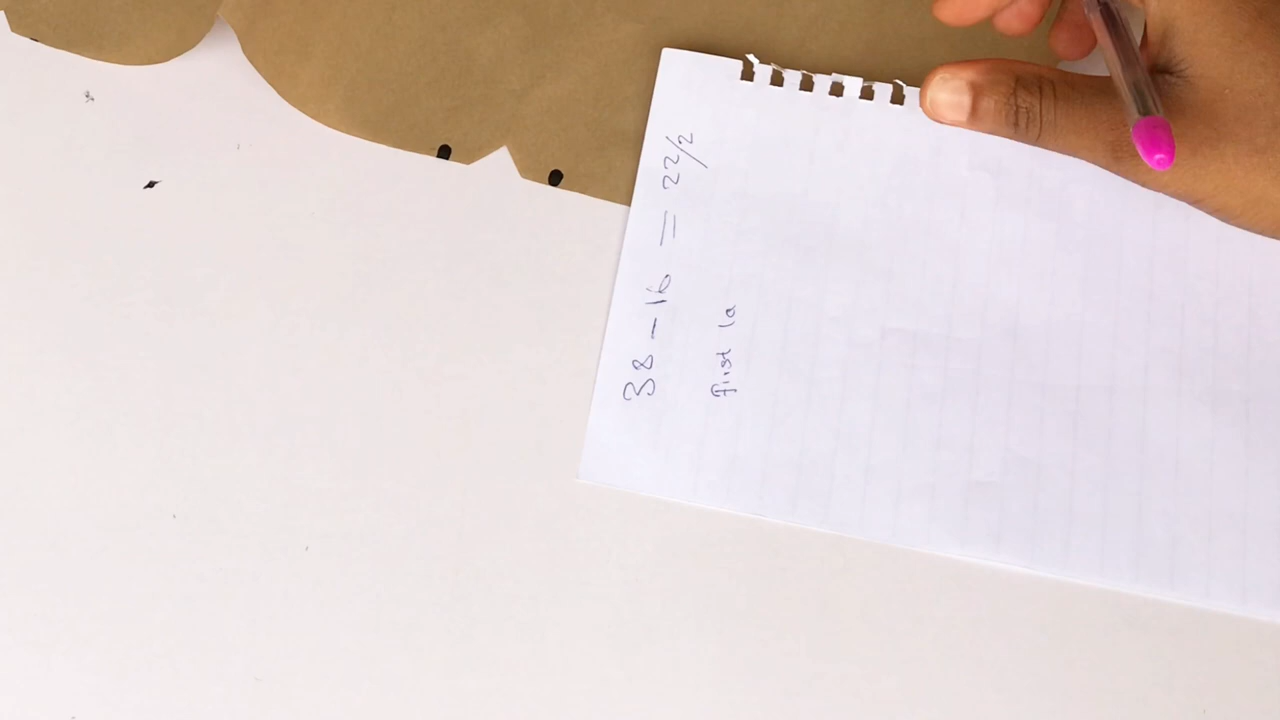 38 - 16 = 22/2
first la